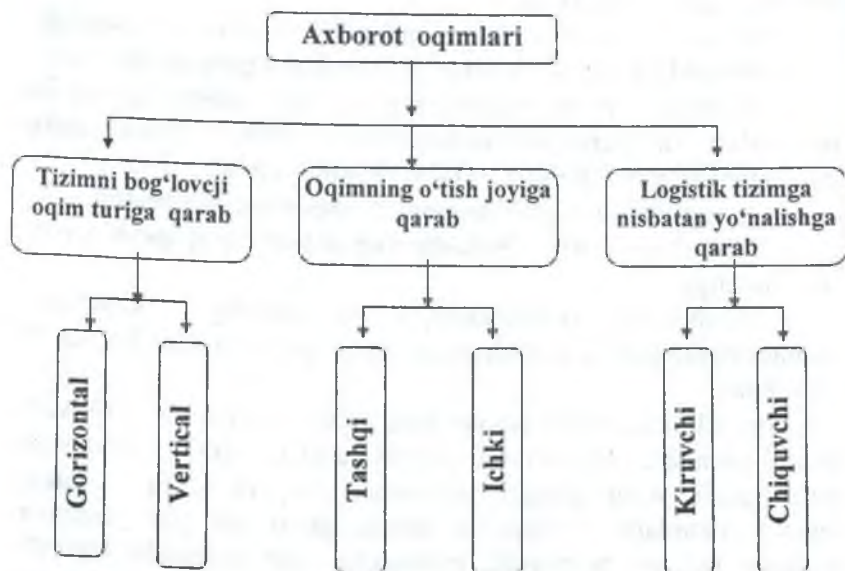 Axborot oqimlari
Tizimni bog‘lovcji
oqim turiga qarab
Oqimning o‘tish joyiga
qarab
Logistik tizimga
nisbatan yo‘nalishga
qarab
Gorizontal
Vertical
Tashqi
Ichki
Kiruvchi
Chiquvchi